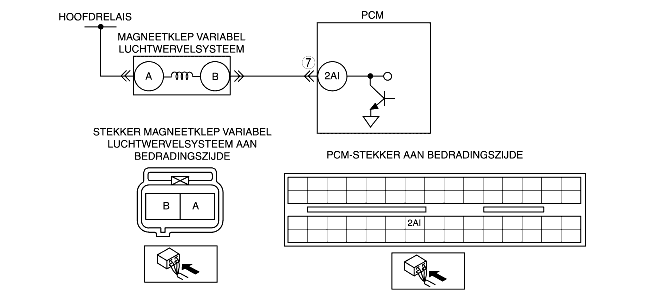 HOOFDRELAIS
PCM
MAGNEETKLEP VARIABEL
LUCHTWERVELSYSTEEM
7
A
B
2AI
STEKKER MAGNEETKLEP VARIABEL
LUCHTWERVELSYSTEEM AAN
BEDRADINGSZIJDE
PCM-STEKKER AAN BEDRADINGSZIJDE
B
A
2AI